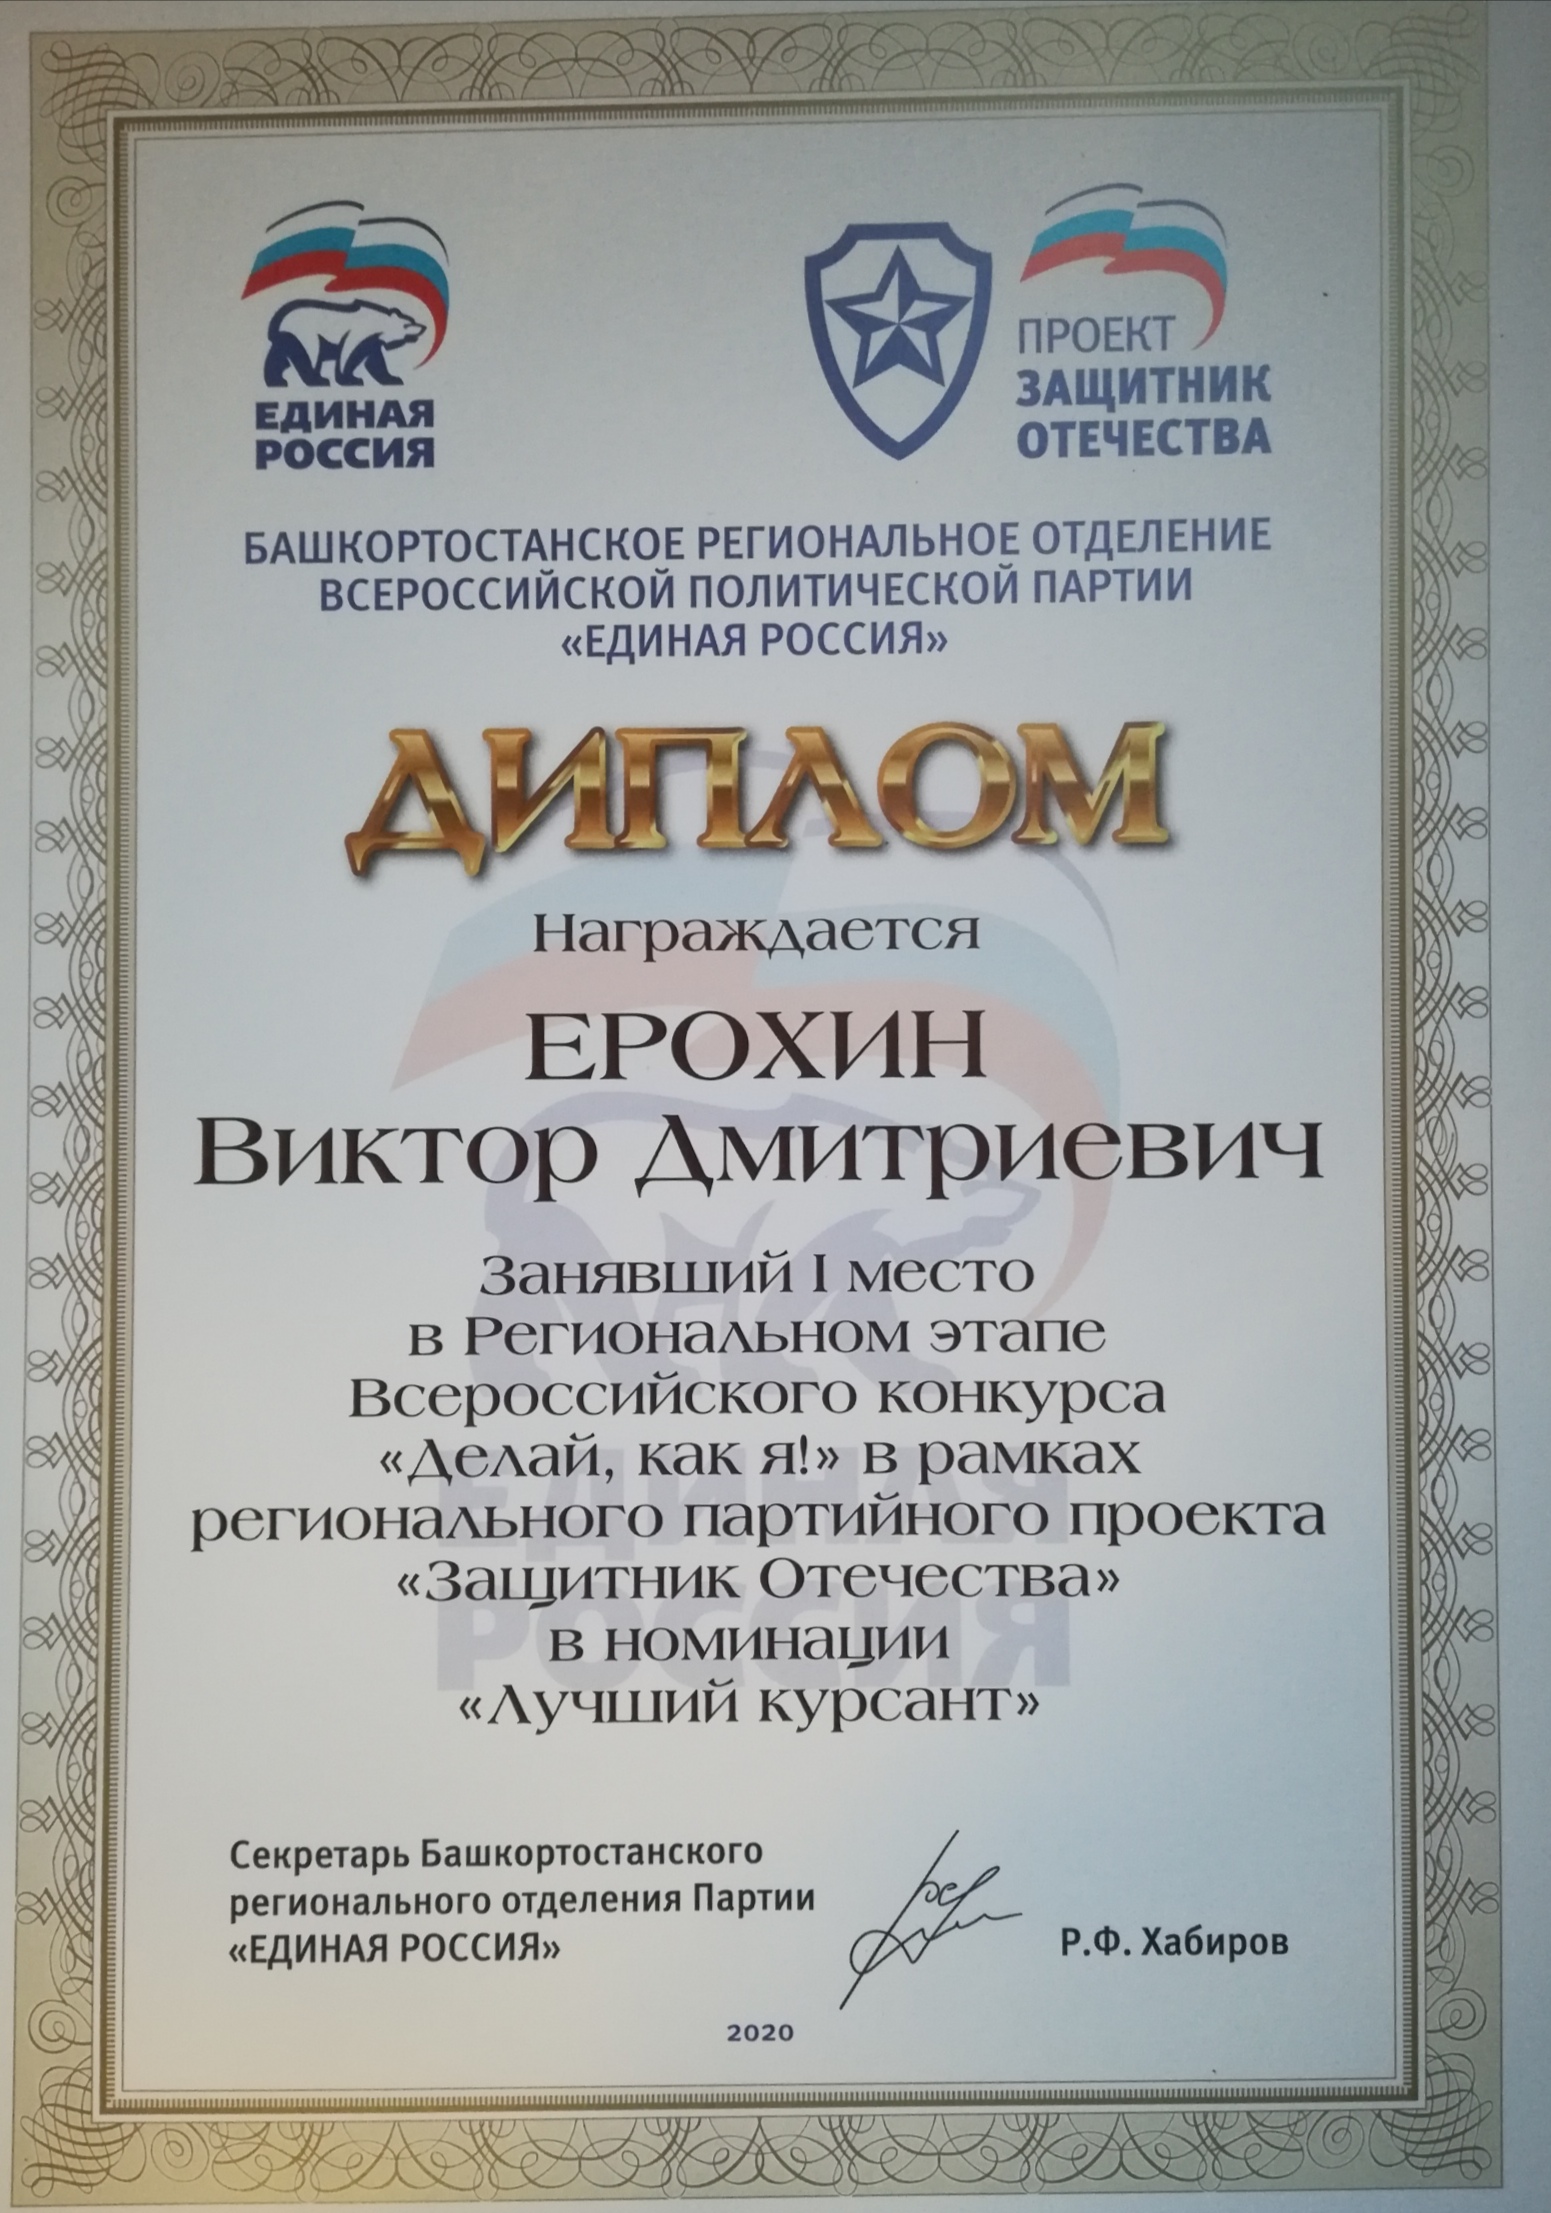 ЕДИНАЯ
РОССИЯ
ПРОЕКТ
ЗАЩИТНИК
ОТЕЧЕСТВА
БАШКОРТОСТАНСКОЕ РЕГИОНАЛЬНОЕ ОТДЕЛЕНИЕ
ВСЕРОССИЙСКОЙ ПОЛИТИЧЕСКОЙ ПАРТИИ
«ЕДИНАЯ РОССИЯ»
ДИПЛОМ
Награждается
ЕРОХИН
Виктор Дмитриевич
Занявший I место
в Региональном этапе
Всероссийского конкурса
«Делай, как я!» в рамках
регионального партийного проекта
«Защитник Отечества»
в номинации
«Лучший курсант»
ЕДИНАЯ
РОССИЯ
Секретарь Башкортостанского
регионального отделения Партии
«ЕДИНАЯ РОССИЯ»
Р.Ф. Хабиров
2020